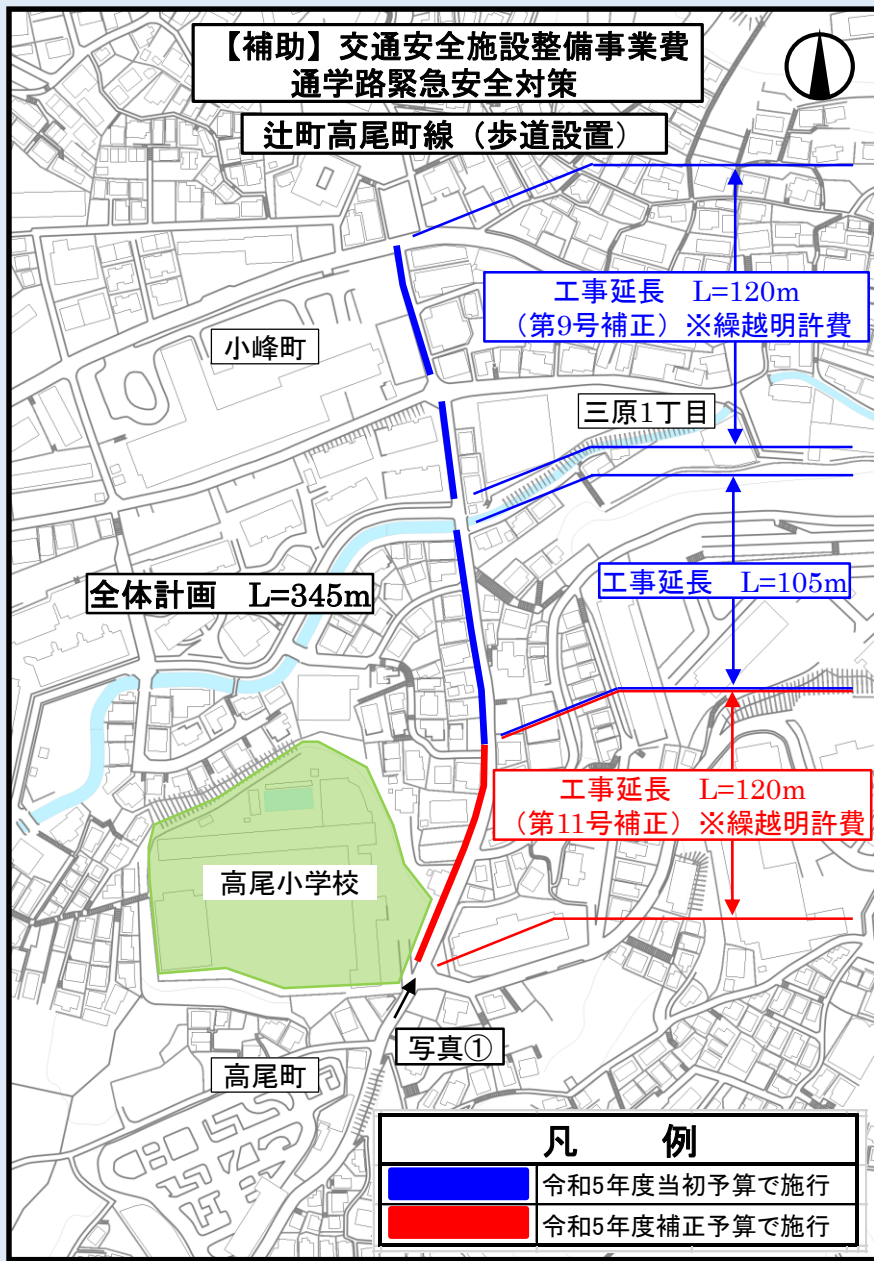 【補助】交通安全施設整備事業費
通学路緊急安全対策
辻町高尾町線（歩道設置）
工事延長　L=120m
（第9号補正）※繰越明許費
小峰町
三原1丁目
全体計画　L=345m
工事延長　L=105m
工事延長　L=120m
（第11号補正）※繰越明許費
高尾小学校
写真①
高尾町
凡　例
令和5年度当初予算で施行
令和5年度補正予算で施行